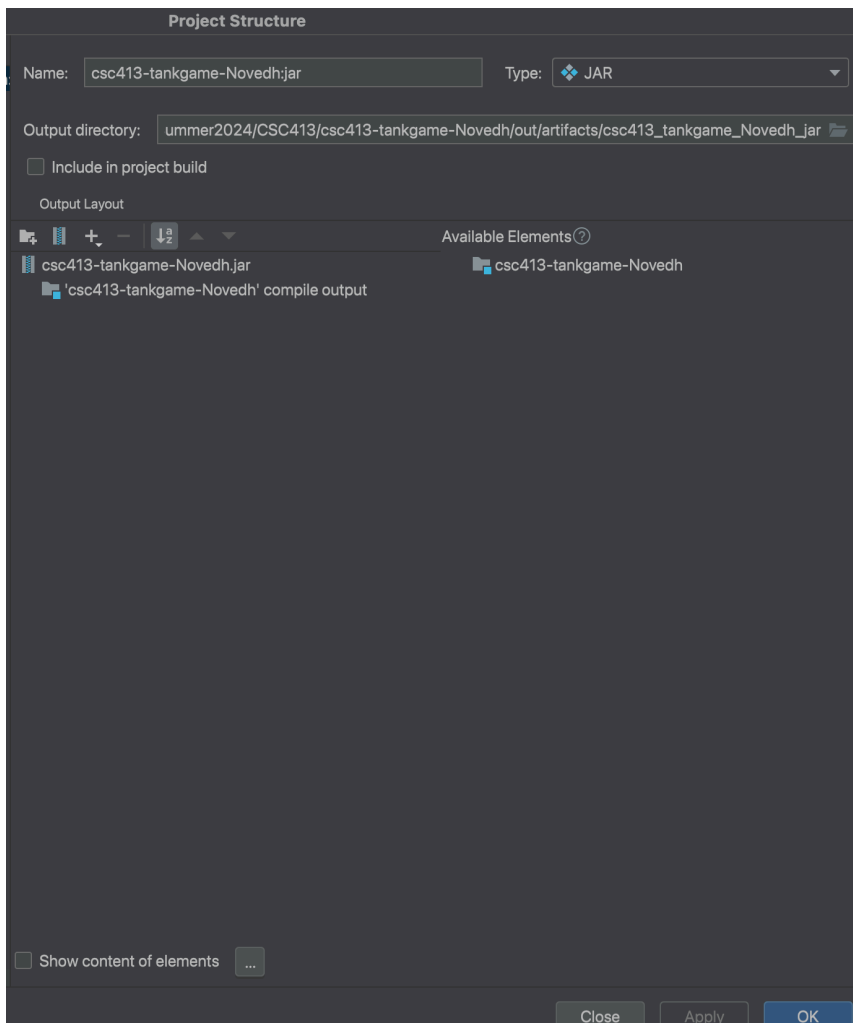 Project Structure
Name: csc413-tankgame-Novedh:jar Type: JAR
Output directory: ummer2024/CSC413/csc413-tankgame-Novedh/out/artifacts/csc413_tankgame_Novedh_jar
Include in project build
Output Layout
Available Elements ?
csc413-tankgame-Novedh.jar csc413-tankgame-Novedh
'csc413-tankgame-Novedh' compile output
Show content of elements ...
Close Apply OK